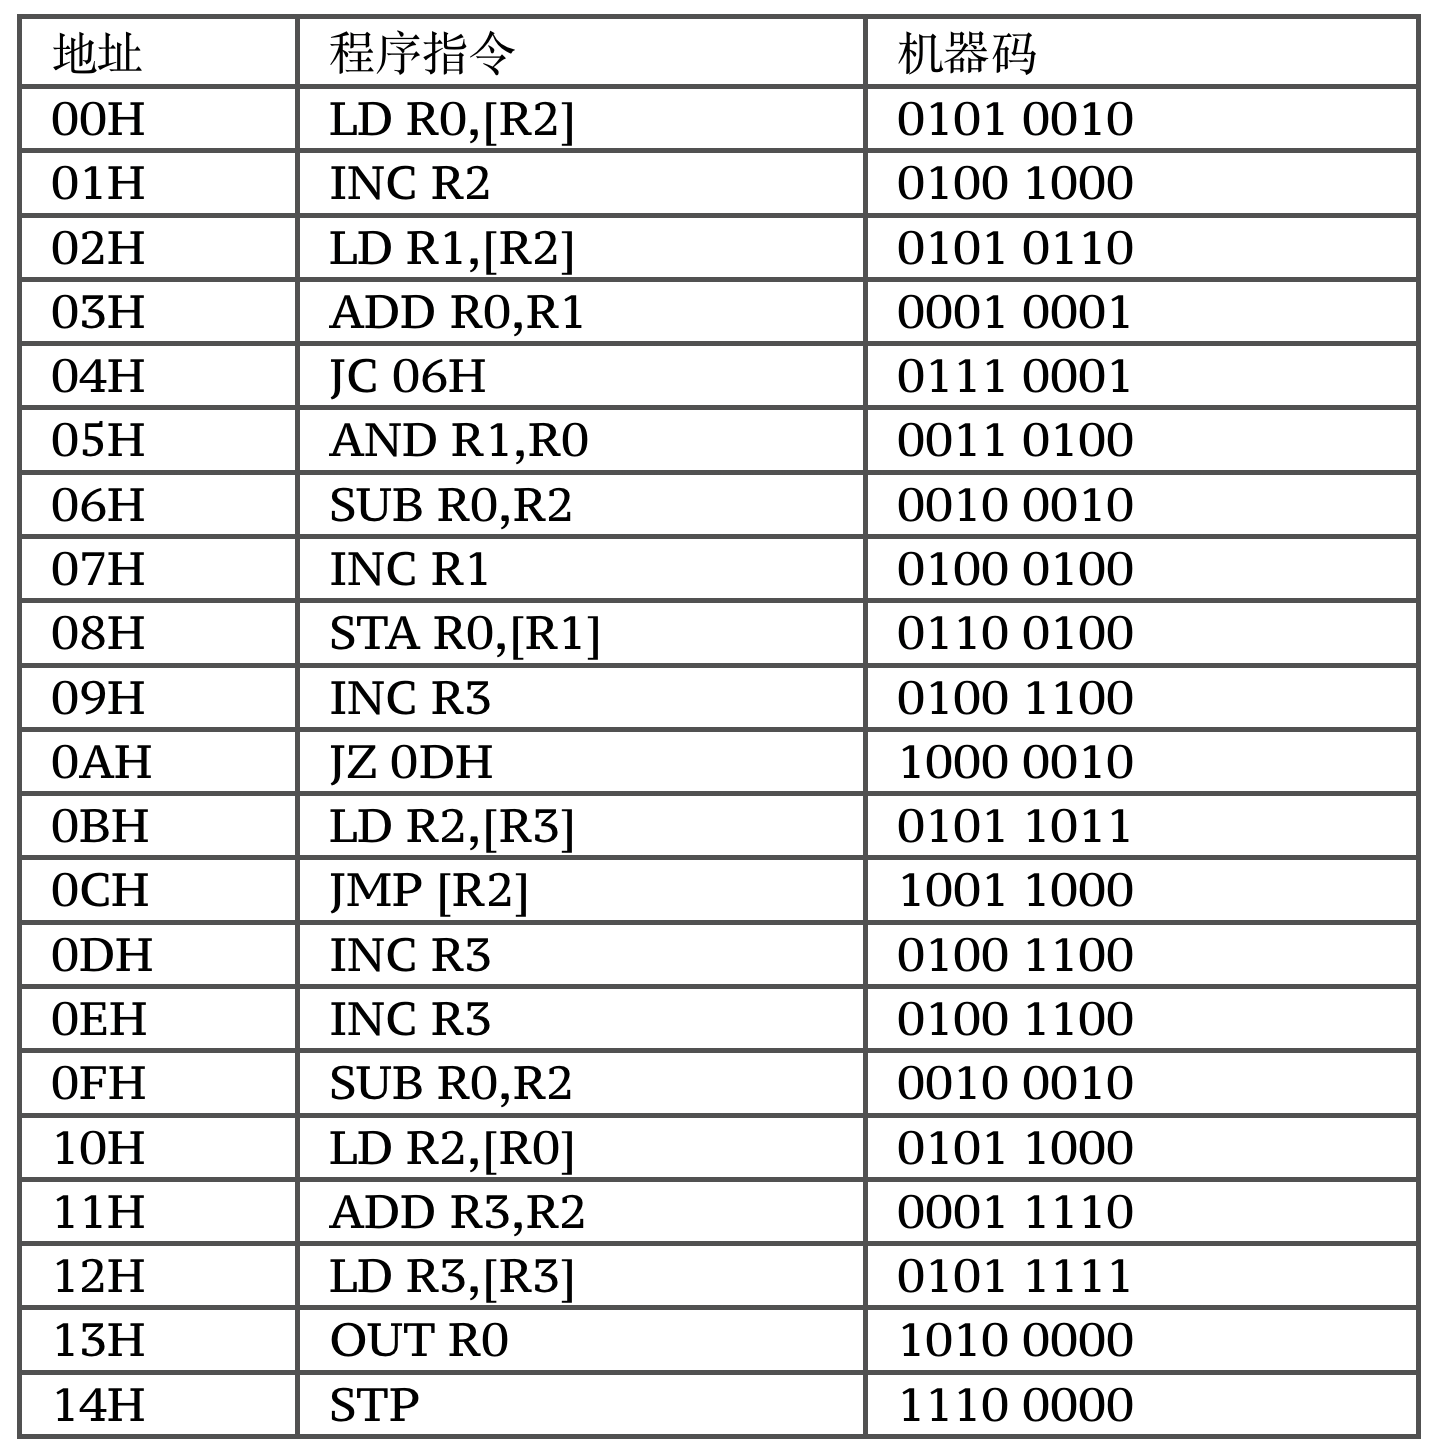 地址 程序指令 机器码
00H LD R0,[R2] 0101 0010
01H INC R2 0100 1000
02H LD R1,[R2] 0101 0110
03H ADD R0,R1 0001 0001
04H JC 06H 0111 0001
05H AND R1,R0 0011 0100
06H SUB R0,R2 0010 0010
07H INC R1 0100 0100
08H STA R0,[R1] 0110 0100
09H INC R3 0100 1100
0AH JZ 0DH 1000 0010
0BH LD R2,[R3] 0101 1011
0CH JMP [R2] 1001 1000
0DH INC R3 0100 1100
0EH INC R3 0100 1100
0FH SUB R0,R2 0010 0010
10H LD R2,[R0] 0101 1000
11H ADD R3,R2 0001 1110
12H LD R3,[R3] 0101 1111
13H OUT R0 1010 0000
14H STP 1110 0000